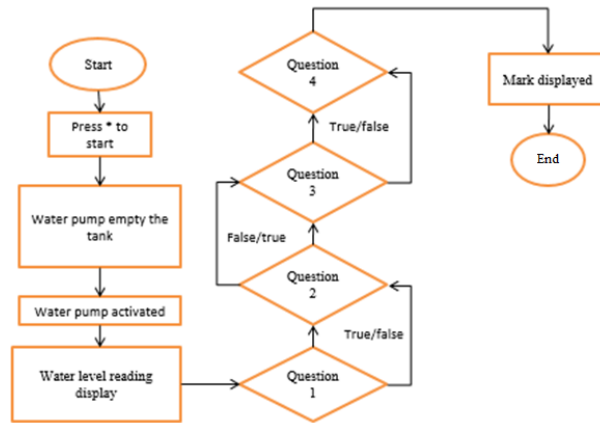 Start
Press * to
start
Water pump empty the
tank
Water pump activated
Water level reading
display
Question
1
True/false
Question
2
False/true
Question
3
True/false
Question
4
Mark displayed
End